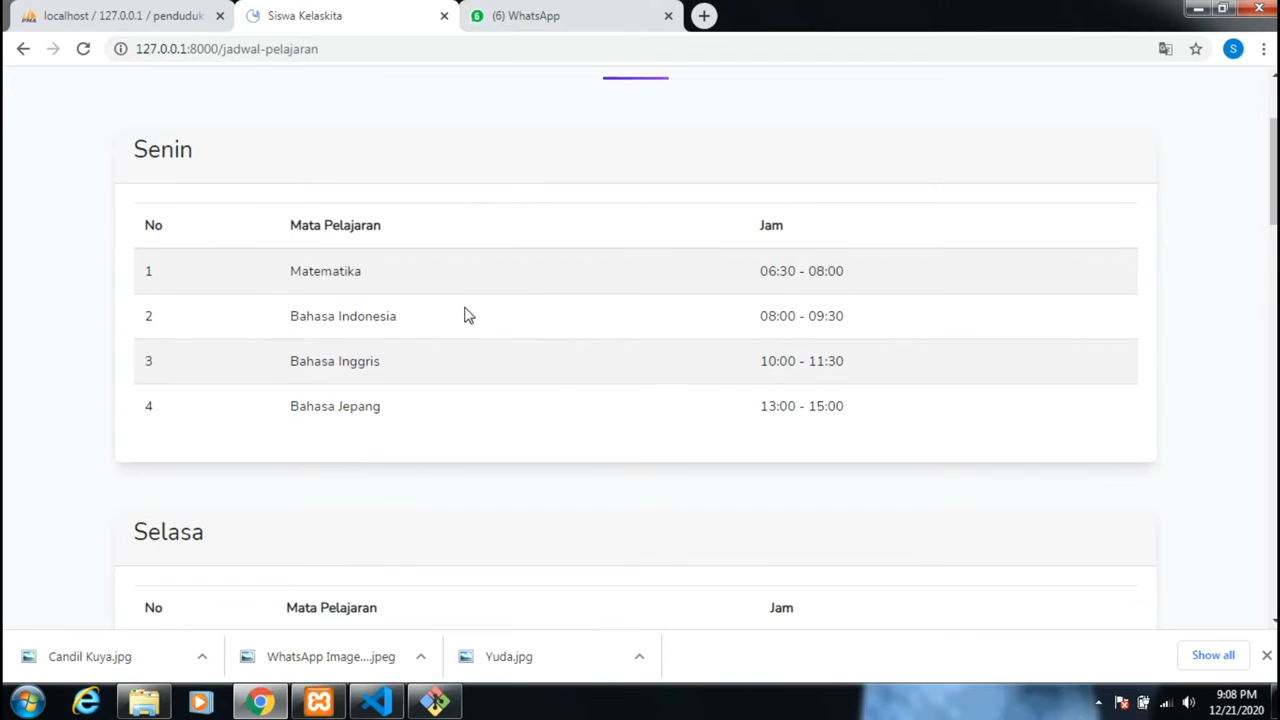 localhost / 127.0.0.1 / penduduk
Siswa Kelaskita
6
(6) WhatsApp
127.0.0.1:8000/jadwal-pelajaran
S
Senin
No Mata Pelajaran Jam
1 Matematika 06:30 - 08:00
2 Bahasa Indonesia 08:00 - 09:30
3 Bahasa Inggris 10:00 - 11:30
4 Bahasa Jepang 13:00 - 15:00
Selasa
No Mata Pelajaran Jam
Candil Kuya.jpg
WhatsApp Image....jpeg
Yuda.jpg
Show all
9:08 PM
12/21/2020